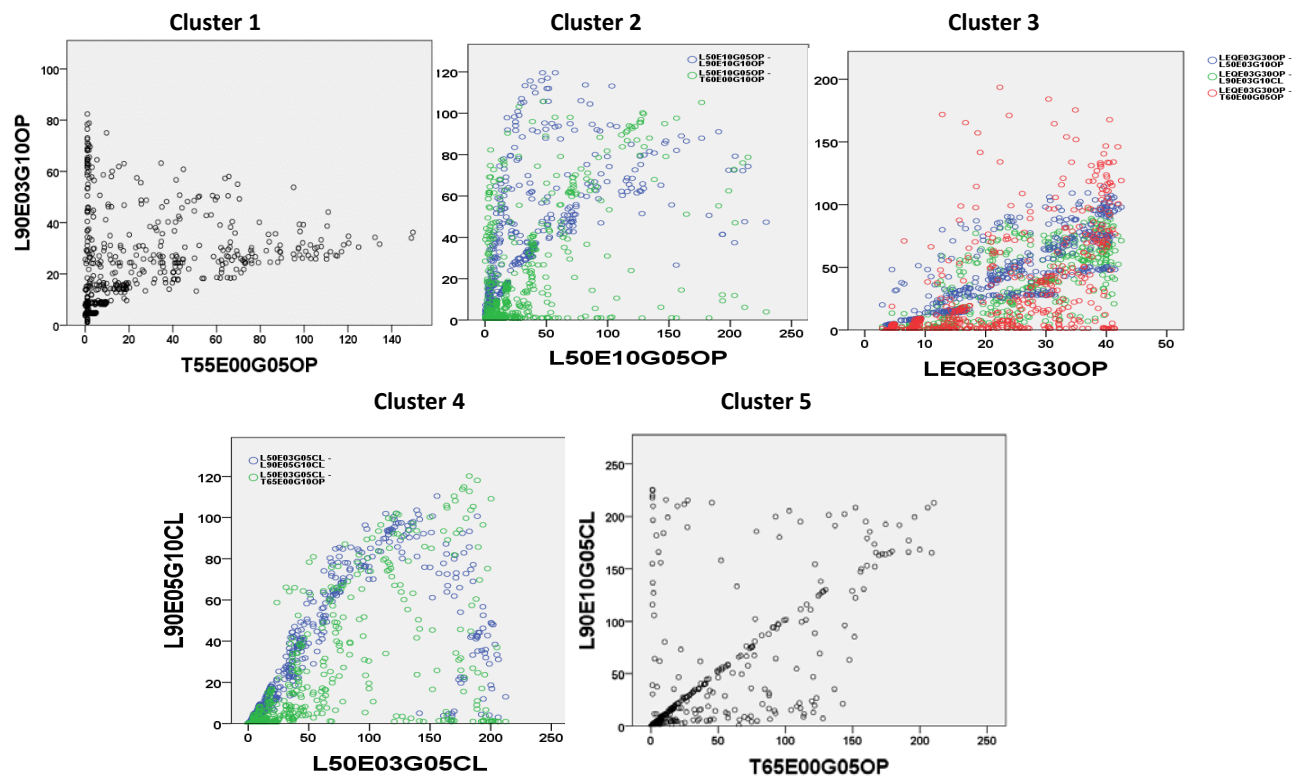 Cluster 1
Cluster 2
Cluster 3
100
80
60
40
20
0
L90E03G10OP
0 20 40 60 80 100 120 140
T55E00G05OP
L50E10G05OP -
L90E10G10OP
L50E10G05OP -
T60E00G10OP
120
100
80
60
40
20
0
0 50 100 150 200 250
L50E10G05OP
LEQE03G30OP -
L50E03G10OP
LEQE03G30OP -
L90E03G10CL
LEQE03G30OP -
T60E00G05OP
200
150
100
50
0
0 10 20 30 40 50
LEQE03G30OP
Cluster 4
Cluster 5
L50E03G05CL -
L90E05G10CL
L50E03G05CL -
T65E00G10OP
120
100
80
60
40
20
0
L90E05G10CL
0 50 100 150 200 250
L50E03G05CL
250
200
150
100
50
0
L90E10G05CL
0 50 100 150 200 250
T65E00G05OP